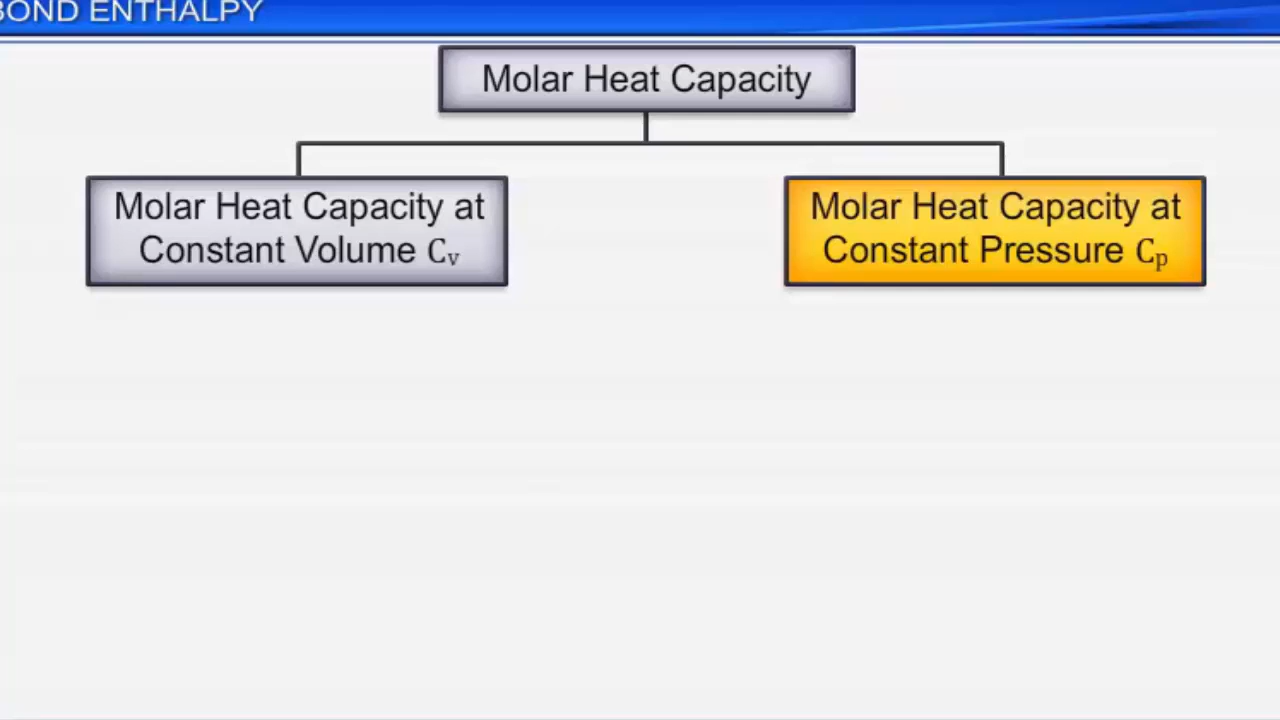 BOND ENTHALPY
Molar Heat Capacity
Molar Heat Capacity at
Constant Volume Cᵥ
Molar Heat Capacity at
Constant Pressure Cₚ